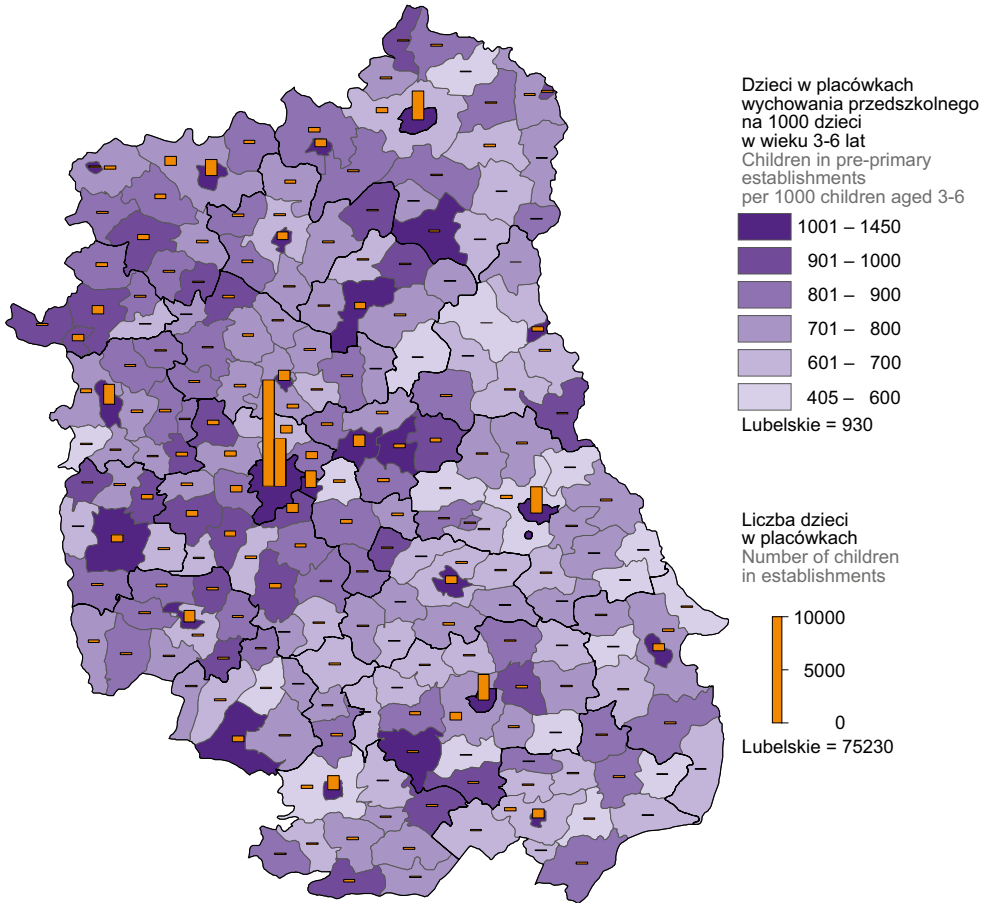 Dzieci w placówkach
wychowania przedszkolnego
na 1000 dzieci
w wieku 3-6 lat
Children in pre-primary
establishments
per 1000 children aged 3-6
1001 – 1450
901 – 1000
801 – 900
701 – 800
601 – 700
405 – 600
Lubelskie = 930
Liczba dzieci
w placówkach
Number of children
in establishments
10000
5000
0
Lubelskie = 75230